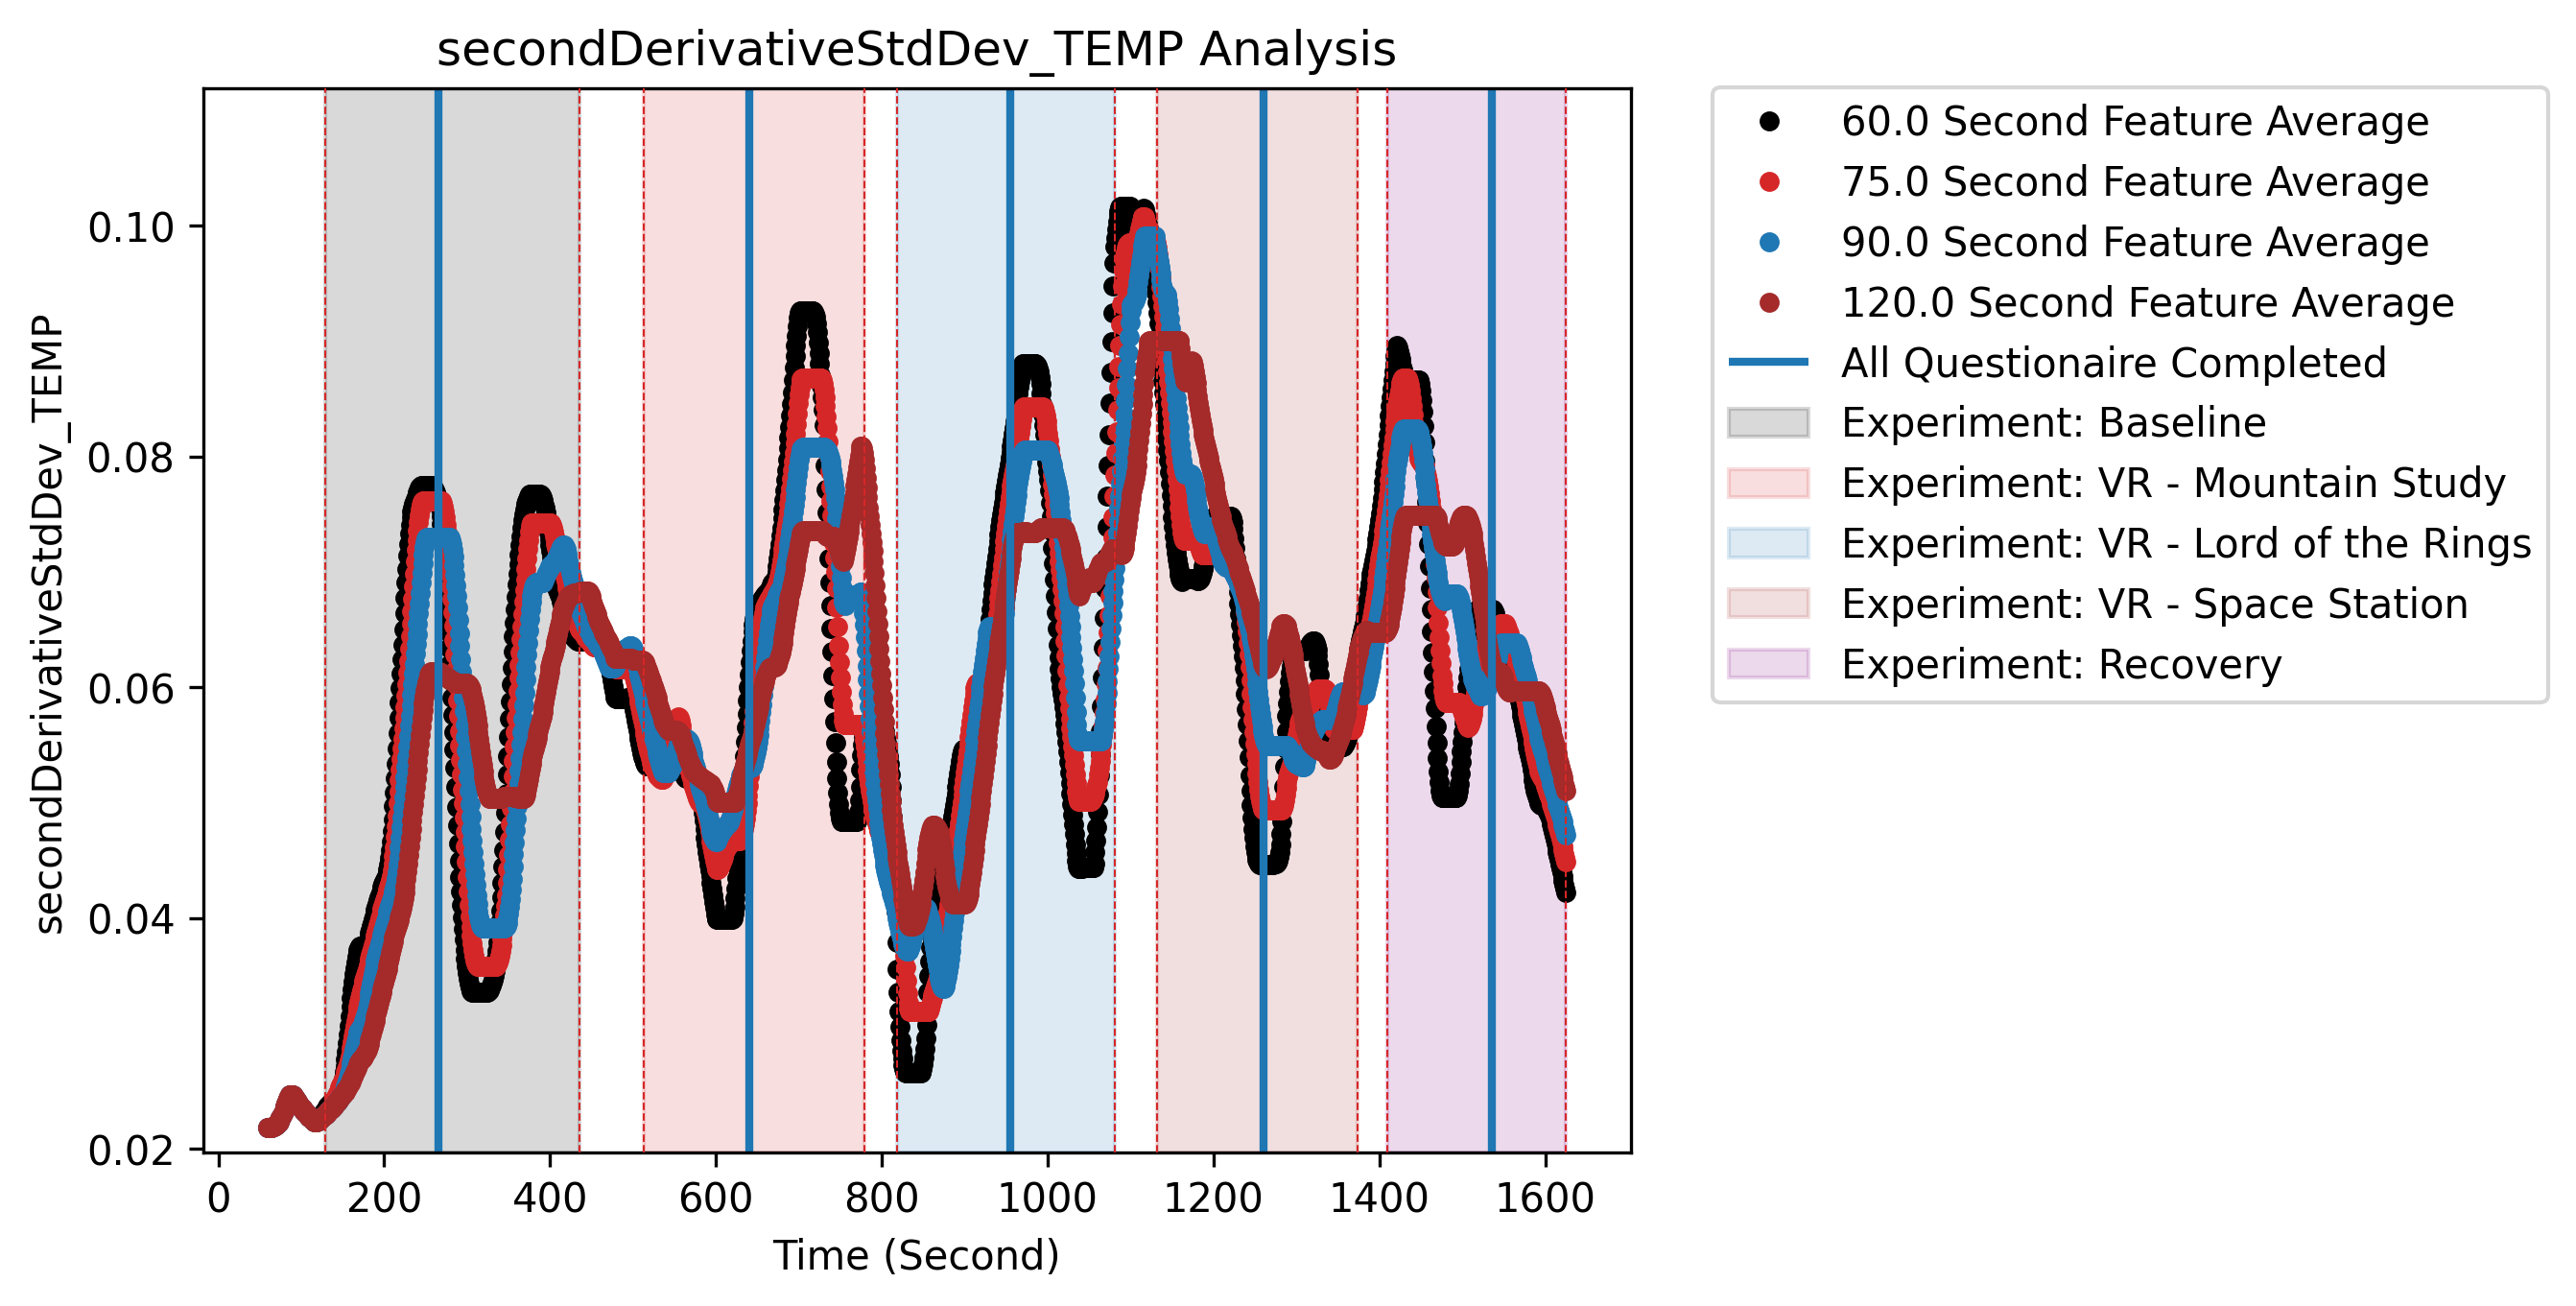 secondDerivativeStdDev_TEMP Analysis
secondDerivativeStdDev_TEMP
0.10
0.08
0.06
0.04
0.02
0 200 400 600 800 1000 1200 1400 1600
Time (Second)
60.0 Second Feature Average
75.0 Second Feature Average
90.0 Second Feature Average
120.0 Second Feature Average
All Questionaire Completed
Experiment: Baseline
Experiment: VR - Mountain Study
Experiment: VR - Lord of the Rings
Experiment: VR - Space Station
Experiment: Recovery